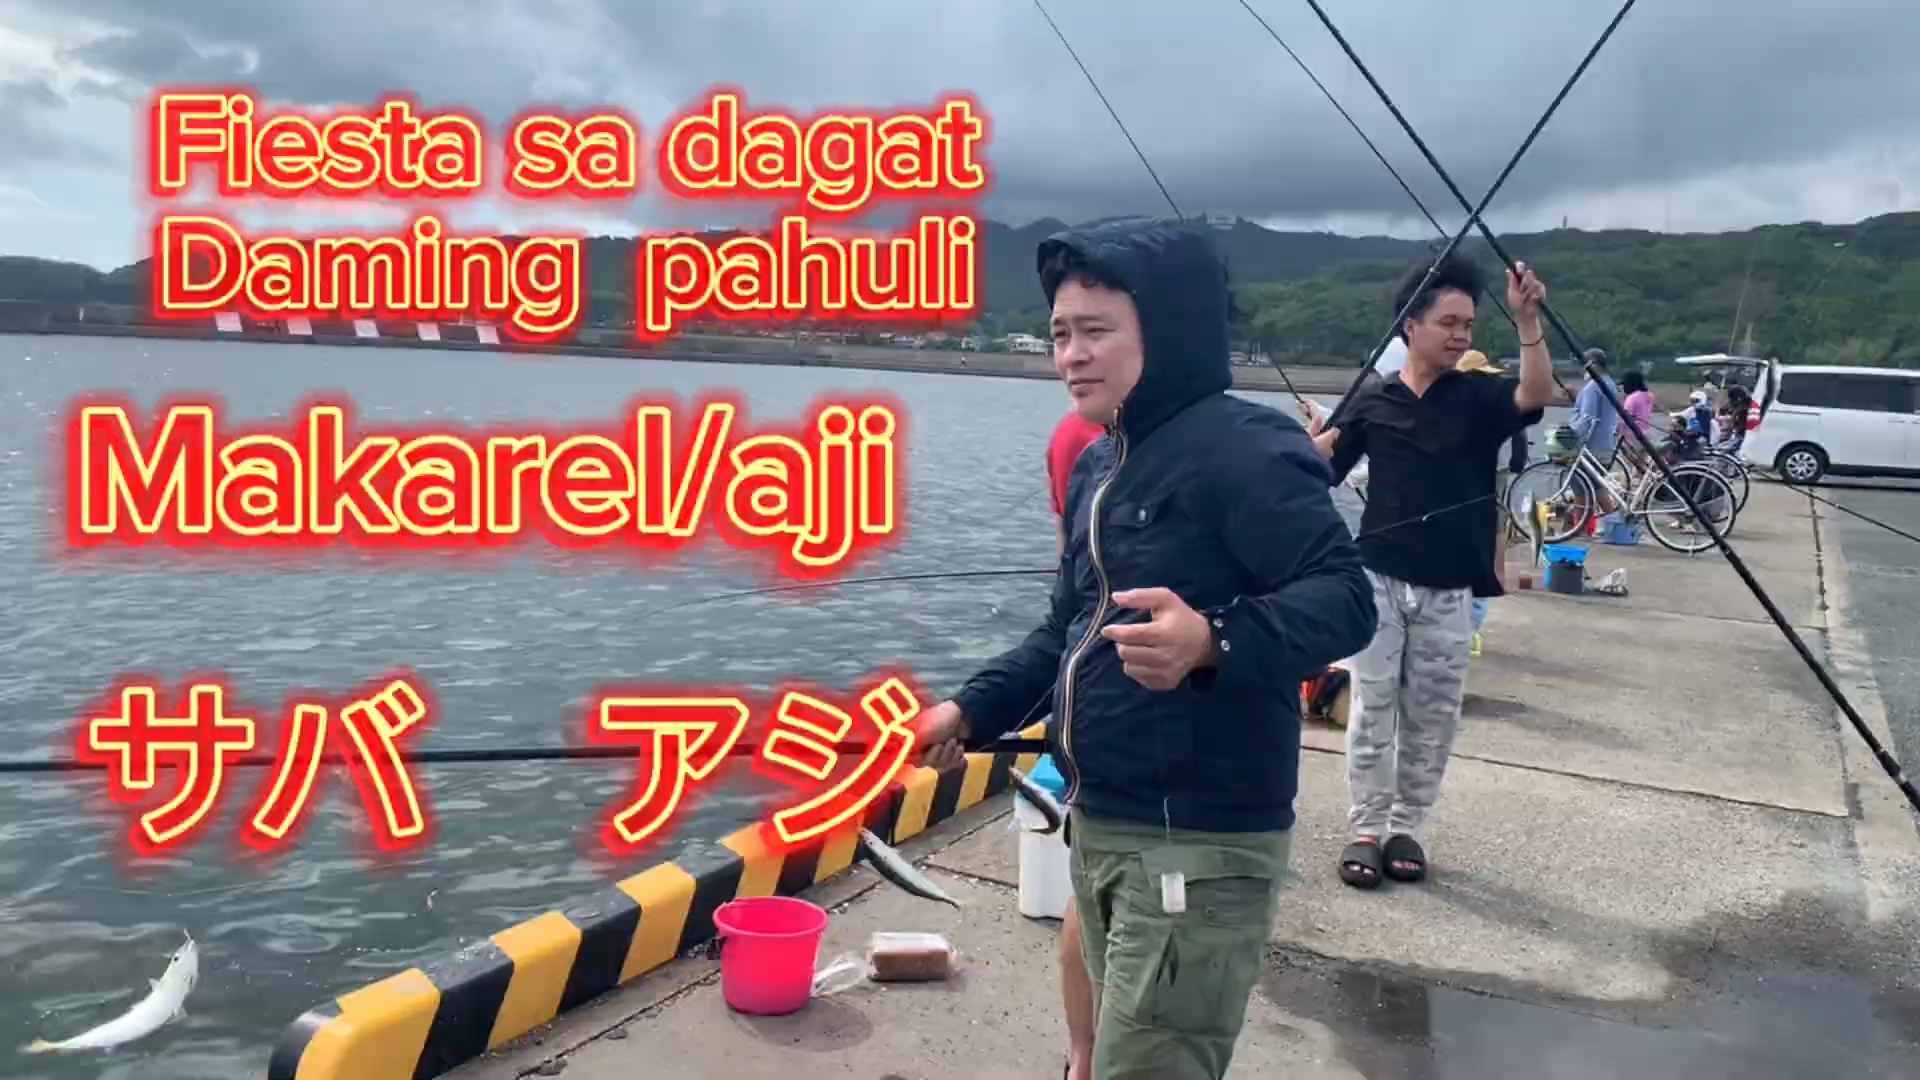 Fiesta sa dagat
Daming pahuli
Makarel/aji
サバ アジ